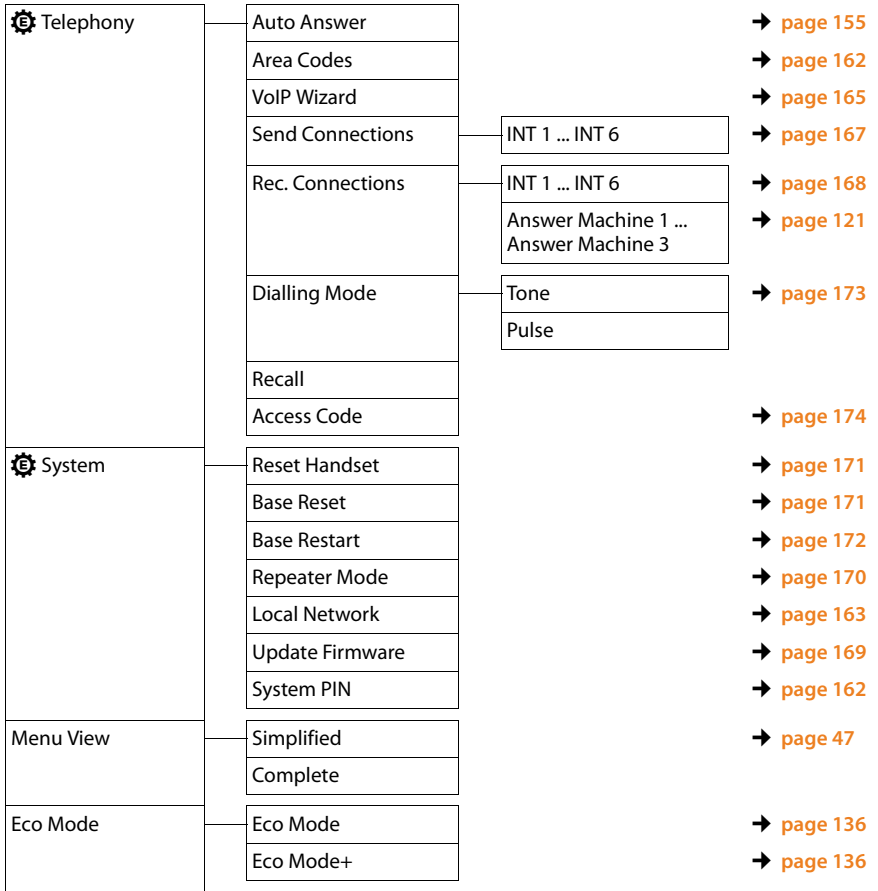 Telephony Auto Answer ➔ page 155
Area Codes ➔ page 162
VoIP Wizard ➔ page 165
Send Connections INT 1 ... INT 6 ➔ page 167
Rec. Connections INT 1 ... INT 6 ➔ page 168
Answer Machine 1 ... ➔ page 121
Answer Machine 3
Dialling Mode Tone ➔ page 173
Pulse
Recall
Access Code ➔ page 174
System Reset Handset ➔ page 171
Base Reset ➔ page 171
Base Restart ➔ page 172
Repeater Mode ➔ page 170
Local Network ➔ page 163
Update Firmware ➔ page 169
System PIN ➔ page 162
Menu View Simplified ➔ page 47
Complete
Eco Mode Eco Mode ➔ page 136
Eco Mode+ ➔ page 136